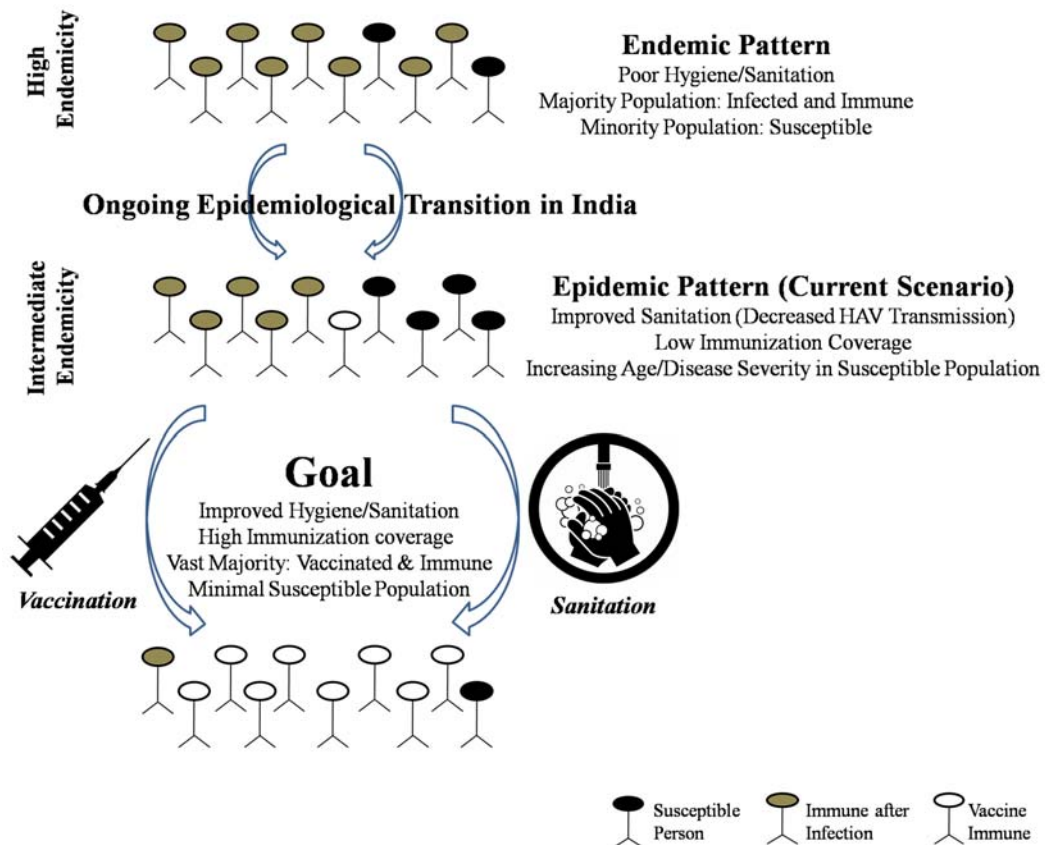 High
Endemicity
Endemic Pattern
Poor Hygiene/Sanitation
Majority Population: Infected and Immune
Minority Population: Susceptible
Ongoing Epidemiological Transition in India
Intermediate
Endemicity
Epidemic Pattern (Current Scenario)
Improved Sanitation (Decreased HAV Transmission)
Low Immunization Coverage
Increasing Age/Disease Severity in Susceptible Population
Goal
Improved Hygiene/Sanitation
High Immunization coverage
Vast Majority: Vaccinated & Immune
Minimal Susceptible Population
Vaccination
Sanitation
Susceptible
Person
Immune after
Infection
Vaccine
Immune